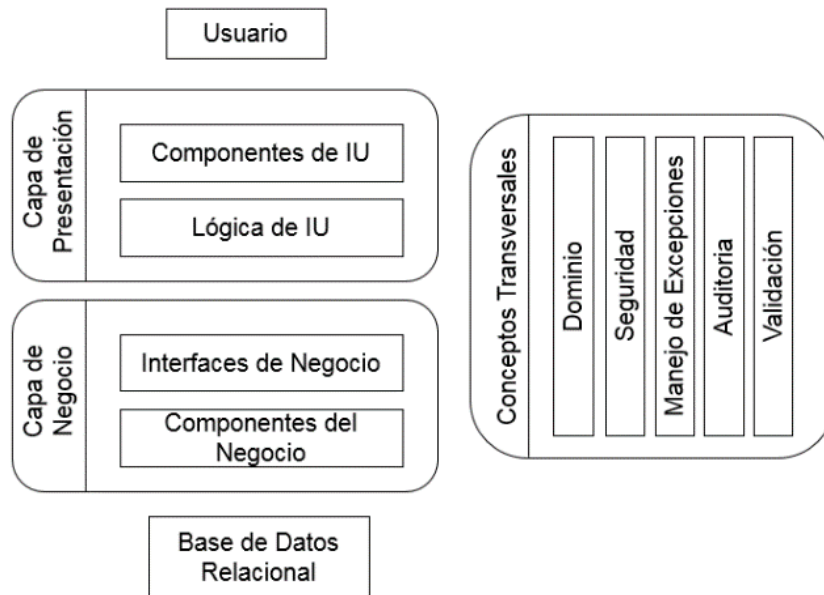 Usuario
Capa de
Presentación
Componentes de IU
Lógica de IU
Capa de
Negocio
Interfaces de Negocio
Componentes del
Negocio
Base de Datos
Relacional
Conceptos Transversales
Dominio
Seguridad
Manejo de Excepciones
Auditoria
Validación